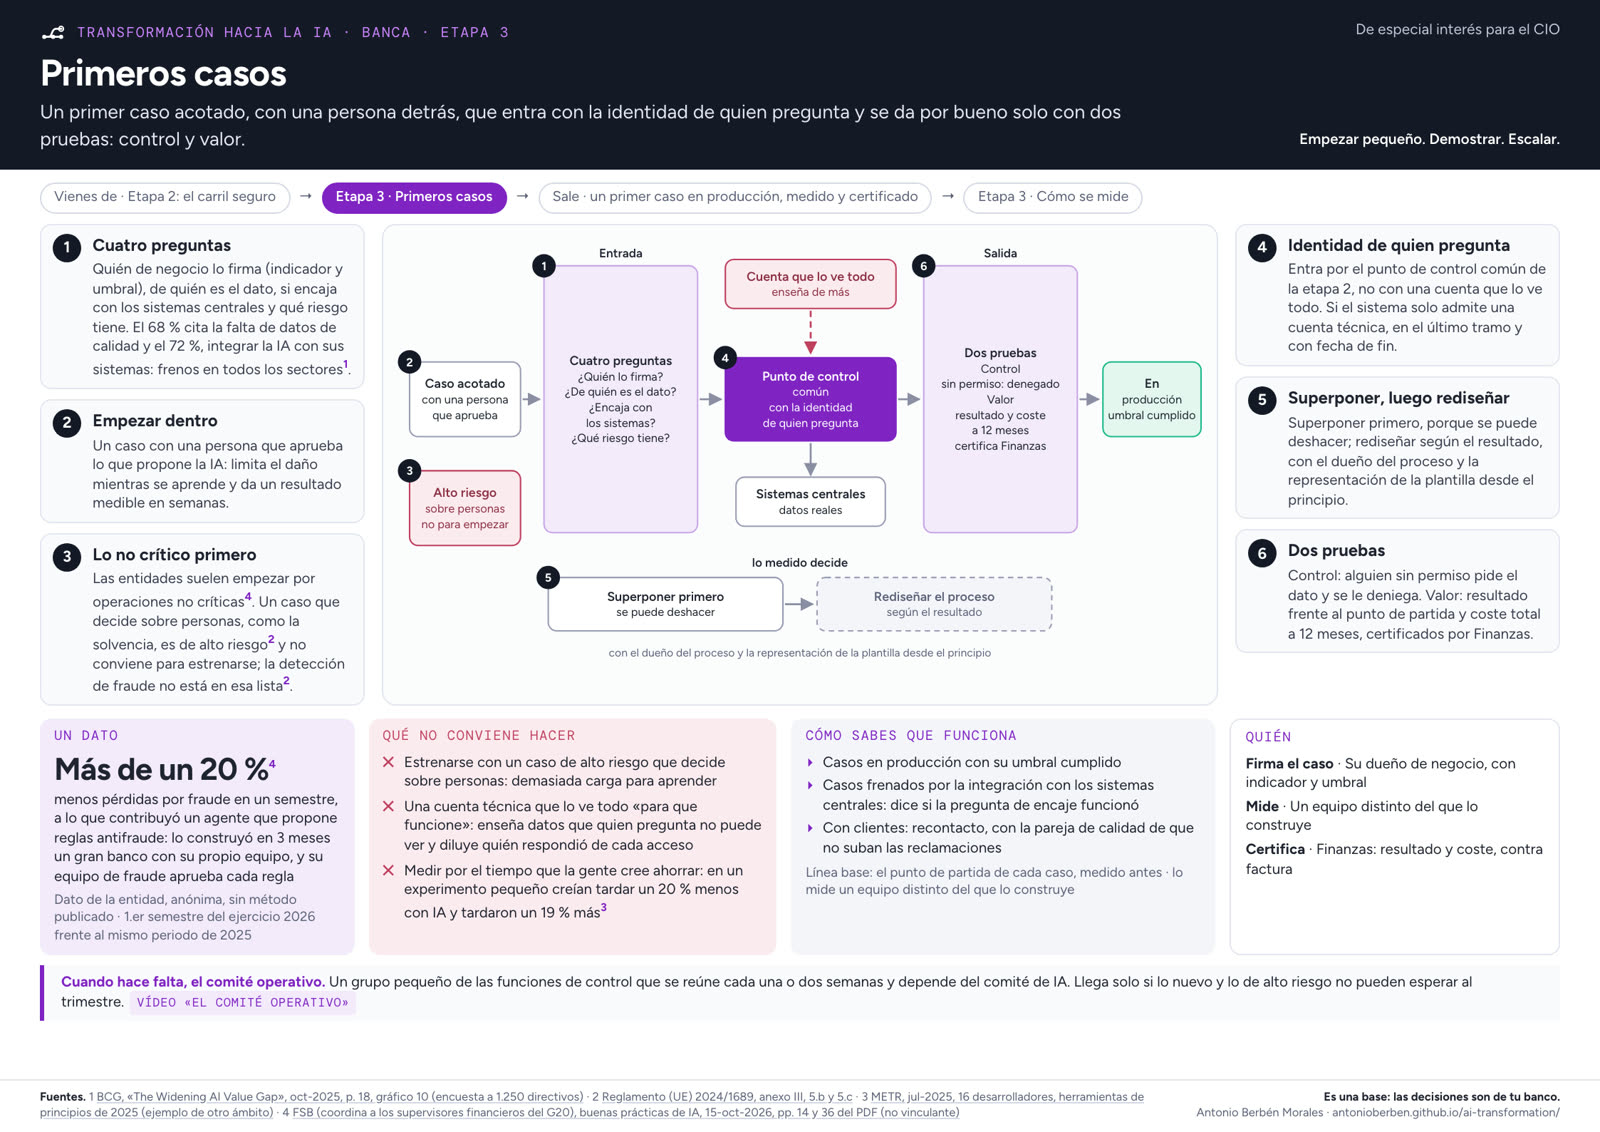 TRANSFORMACIÓN HACIA LA IA · BANCA · ETAPA 3
De especial interés para el CIO
Primeros casos
Un primer caso acotado, con una persona detrás, que entra con la identidad de quien pregunta y se da por bueno solo con dos
pruebas: control y valor.
Empezar pequeño. Demostrar. Escalar.
Vienes de · Etapa 2: el carril seguro → Etapa 3 · Primeros casos → Sale · un primer caso en producción, medido y certificado → Etapa 3 · Cómo se mide
1 Cuatro preguntas
Quién de negocio lo firma (indicador y
umbral), de quién es el dato, si encaja
con los sistemas centrales y qué riesgo
tiene. El 68 % cita la falta de datos de
calidad y el 72 %, integrar la IA con sus
sistemas: frenos en todos los sectores1.
2 Empezar dentro
Un caso con una persona que aprueba
lo que propone la IA: limita el daño
mientras se aprende y da un resultado
medible en semanas.
3 Lo no crítico primero
Las entidades suelen empezar por
operaciones no críticas4. Un caso que
decide sobre personas, como la
solvencia, es de alto riesgo2 y no
conviene para estrenarse; la detección
de fraude no está en esa lista2.
Entrada
1
Cuatro preguntas
¿Quién lo firma?
¿De quién es el dato?
¿Encaja con
los sistemas?
¿Qué riesgo tiene?
2
Caso acotado
con una persona
que aprueba
3
Alto riesgo
sobre personas
no para empezar
Cuenta que lo ve todo
enseña de más
4
Punto de control
común
con la identidad
de quien pregunta
Sistemas centrales
datos reales
Salida
6
Dos pruebas
Control
sin permiso: denegado
Valor
resultado y coste
a 12 meses
certifica Finanzas
En
producción
umbral cumplido
lo medido decide
5
Superponer primero
se puede deshacer
Rediseñar el proceso
según el resultado
con el dueño del proceso y la representación de la plantilla desde el principio
4 Identidad de quien pregunta
Entra por el punto de control común de
la etapa 2, no con una cuenta que lo ve
todo. Si el sistema solo admite una
cuenta técnica, en el último tramo y
con fecha de fin.
5 Superponer, luego rediseñar
Superponer primero, porque se puede
deshacer; rediseñar según el resultado,
con el dueño del proceso y la
representación de la plantilla desde el
principio.
6 Dos pruebas
Control: alguien sin permiso pide el
dato y se le deniega. Valor: resultado
frente al punto de partida y coste total
a 12 meses, certificados por Finanzas.
UN DATO
Más de un 20 %4
menos pérdidas por fraude en un semestre,
a lo que contribuyó un agente que propone
reglas antifraude: lo construyó en 3 meses
un gran banco con su propio equipo, y su
equipo de fraude aprueba cada regla
Dato de la entidad, anónima, sin método
publicado · 1.er semestre del ejercicio 2026
frente al mismo periodo de 2025
QUÉ NO CONVIENE HACER
Estrenarse con un caso de alto riesgo que decide
sobre personas: demasiada carga para aprender
Una cuenta técnica que lo ve todo «para que
funcione»: enseña datos que quien pregunta no puede
ver y diluye quién respondió de cada acceso
Medir por el tiempo que la gente cree ahorrar: en un
experimento pequeño creían tardar un 20 % menos
con IA y tardaron un 19 % más3
CÓMO SABES QUE FUNCIONA
Casos en producción con su umbral cumplido
Casos frenados por la integración con los sistemas
centrales: dice si la pregunta de encaje funcionó
Con clientes: recontacto, con la pareja de calidad de que
no suban las reclamaciones
Línea base: el punto de partida de cada caso, medido antes · lo
mide un equipo distinto del que lo construye
QUIÉN
Firma el caso · Su dueño de negocio, con
indicador y umbral
Mide · Un equipo distinto del que lo
construye
Certifica · Finanzas: resultado y coste, contra
factura
Cuando hace falta, el comité operativo. Un grupo pequeño de las funciones de control que se reúne cada una o dos semanas y depende del comité de IA. Llega solo si lo nuevo y lo de alto riesgo no pueden esperar al
trimestre. VÍDEO «EL COMITÉ OPERATIVO»
Fuentes. 1 BCG, «The Widening AI Value Gap», oct-2025, p. 18, gráfico 10 (encuesta a 1.250 directivos) · 2 Reglamento (UE) 2024/1689, anexo III, 5.b y 5.c · 3 METR, jul-2025, 16 desarrolladores, herramientas de
principios de 2025 (ejemplo de otro ámbito) · 4 FSB (coordina a los supervisores financieros del G20), buenas prácticas de IA, 15-oct-2026, pp. 14 y 36 del PDF (no vinculante)
Es una base: las decisiones son de tu banco.
Antonio Berbén Morales · antonioberben.github.io/ai-transformation/